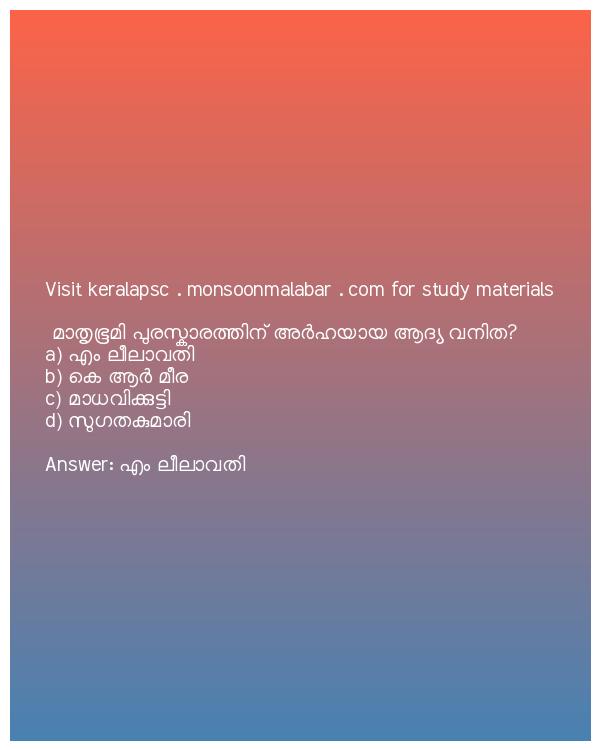 Visit keralapsc . monsoonmalabar . com for study materials
മാതൃഭൂമി പുരസ്കാരത്തിന് അർഹയായ ആദ്യ വനിത?
a) എം ലീലാവതി
b) കെ ആർ മീര
c) മാധവിക്കുട്ടി
d) സുഗതകുമാരി
Answer: എം ലീലാവതി